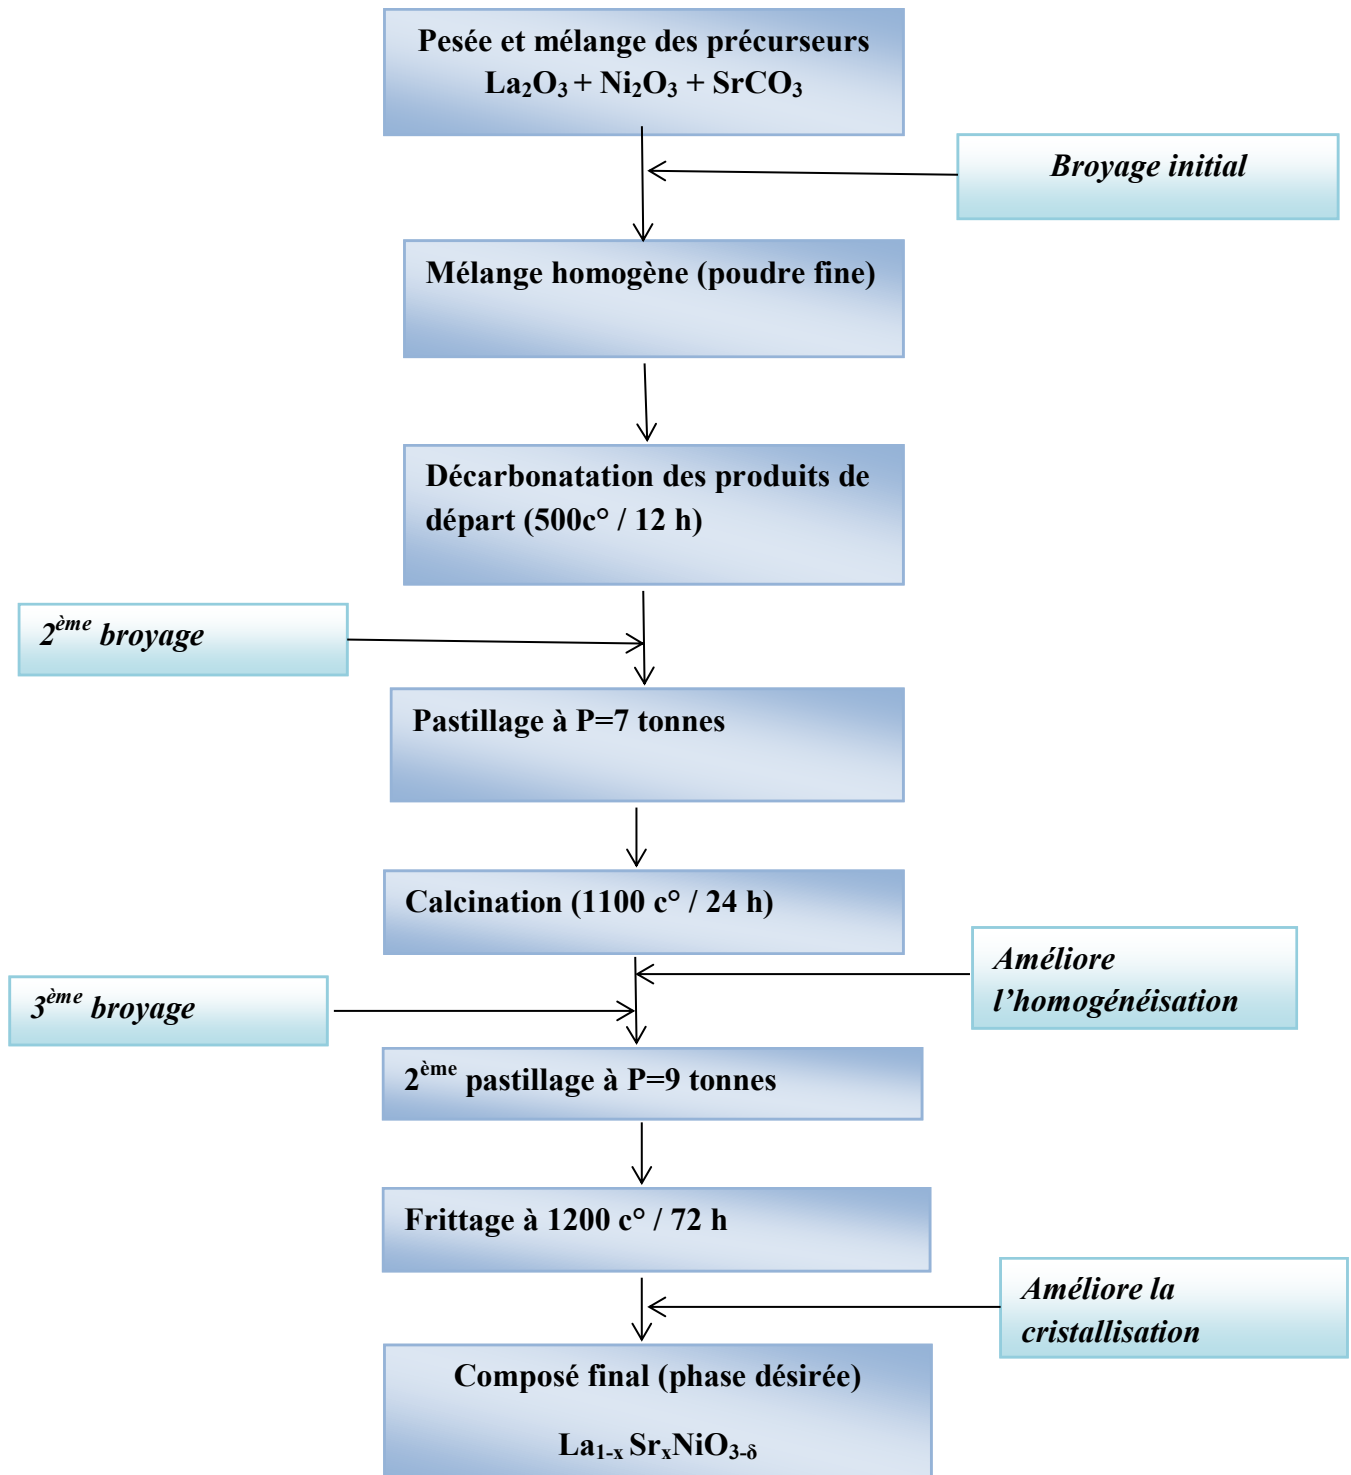 Pesée et mélange des précurseurs
La₂O₃ + Ni₂O₃ + SrCO₃
Broyage initial
Mélange homogène (poudre fine)
Décarbonatation des produits de
départ (500c° / 12 h)
2ème broyage
Pastillage à P=7 tonnes
Calcination (1100 c° / 24 h)
Améliore
l’homogénéisation
3ème broyage
2ème pastillage à P=9 tonnes
Frittage à 1200 c° / 72 h
Améliore la
cristallisation
Composé final (phase désirée)
La₁₋ₓ SrₓNiO₃₋δ